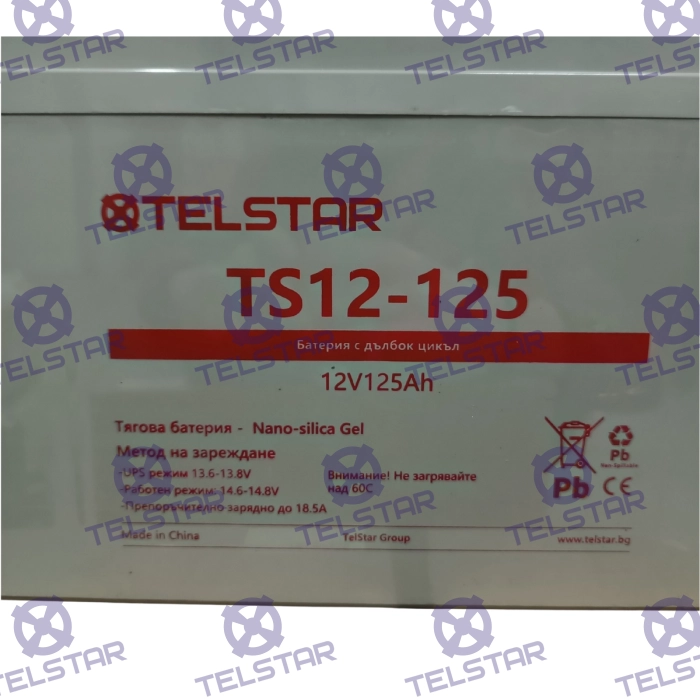 TELSTAR
TS12-125
Батерия с дълбок цикъл
12V125Ah
Тягова батерия - Nano-silica Gel
Метод на зареждане
-UPS режим 13.6-13.8V
-Работен режим: 14.6-14.8V
-Препоръчително зарядно до 18.5A
Внимание! Не загрявайте
над 60C
Pb
Pb
CE
Made in China
TelStar Group
www.telstar.bg
TELSTAR